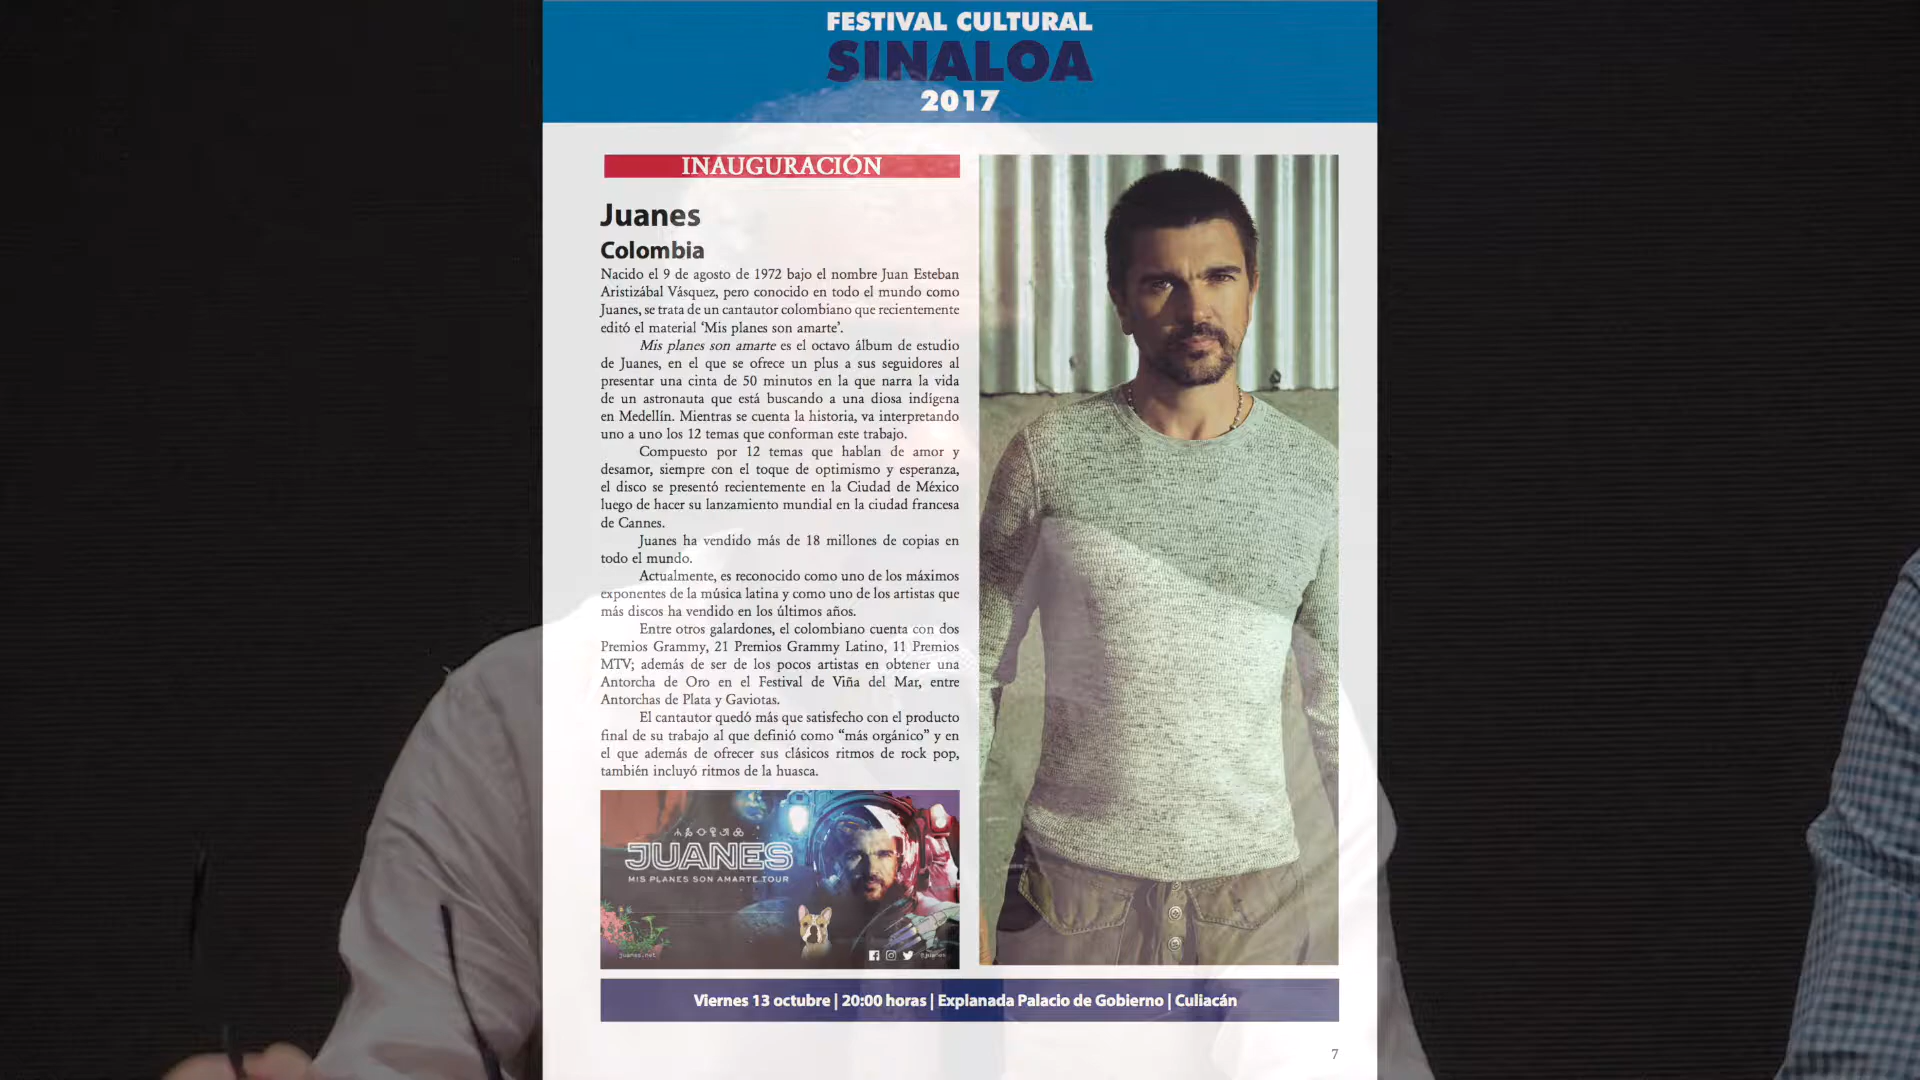 FESTIVAL CULTURAL
SINALOA
2017
INAUGURACIÓN
Juanes
Colombia
Nacido el 9 de agosto de 1972 bajo el nombre Juan Esteban
Aristizábal Vásquez, pero conocido en todo el mundo como
Juanes, se trata de un cantautor colombiano que recientemente
editó el material ‘Mis planes son amarte’.
Mis planes son amarte es el octavo álbum de estudio
de Juanes, en el que se ofrece un plus a sus seguidores al
presentar una cinta de 50 minutos en la que narra la vida
de un astronauta que está buscando a una diosa indígena
en Medellín. Mientras se cuenta la historia, va interpretando
uno a uno los 12 temas que conforman este trabajo.
Compuesto por 12 temas que hablan de amor y
desamor, siempre con el toque de optimismo y esperanza,
el disco se presentó recientemente en la Ciudad de México
luego de hacer su lanzamiento mundial en la ciudad francesa
de Cannes.
Juanes ha vendido más de 18 millones de copias en
todo el mundo.
Actualmente, es reconocido como uno de los máximos
exponentes de la música latina y como uno de los artistas que
más discos ha vendido en los últimos años.
Entre otros galardones, el colombiano cuenta con dos
Premios Grammy, 21 Premios Grammy Latino, 11 Premios
MTV; además de ser de los pocos artistas en obtener una
Antorcha de Oro en el Festival de Viña del Mar, entre
Antorchas de Plata y Gaviotas.
El cantautor quedó más que satisfecho con el producto
final de su trabajo al que definió como “más orgánico” y en
el que además de ofrecer sus clásicos ritmos de rock pop,
también incluyó ritmos de la huasca.
JUANES
MIS PLANES SON AMARTE TOUR
juanes.net
@juanes
Viernes 13 octubre | 20:00 horas | Explanada Palacio de Gobierno | Culiacán
7